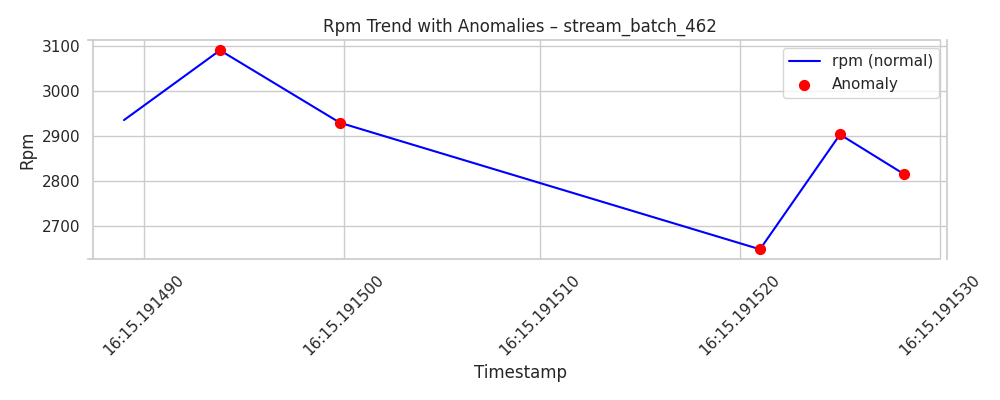 Rpm Trend with Anomalies – stream_batch_462
rpm (normal)
Anomaly
Rpm
3100
3000
2900
2800
2700
16:15.191490
16:15.191500
16:15.191510
16:15.191520
16:15.191530
Timestamp